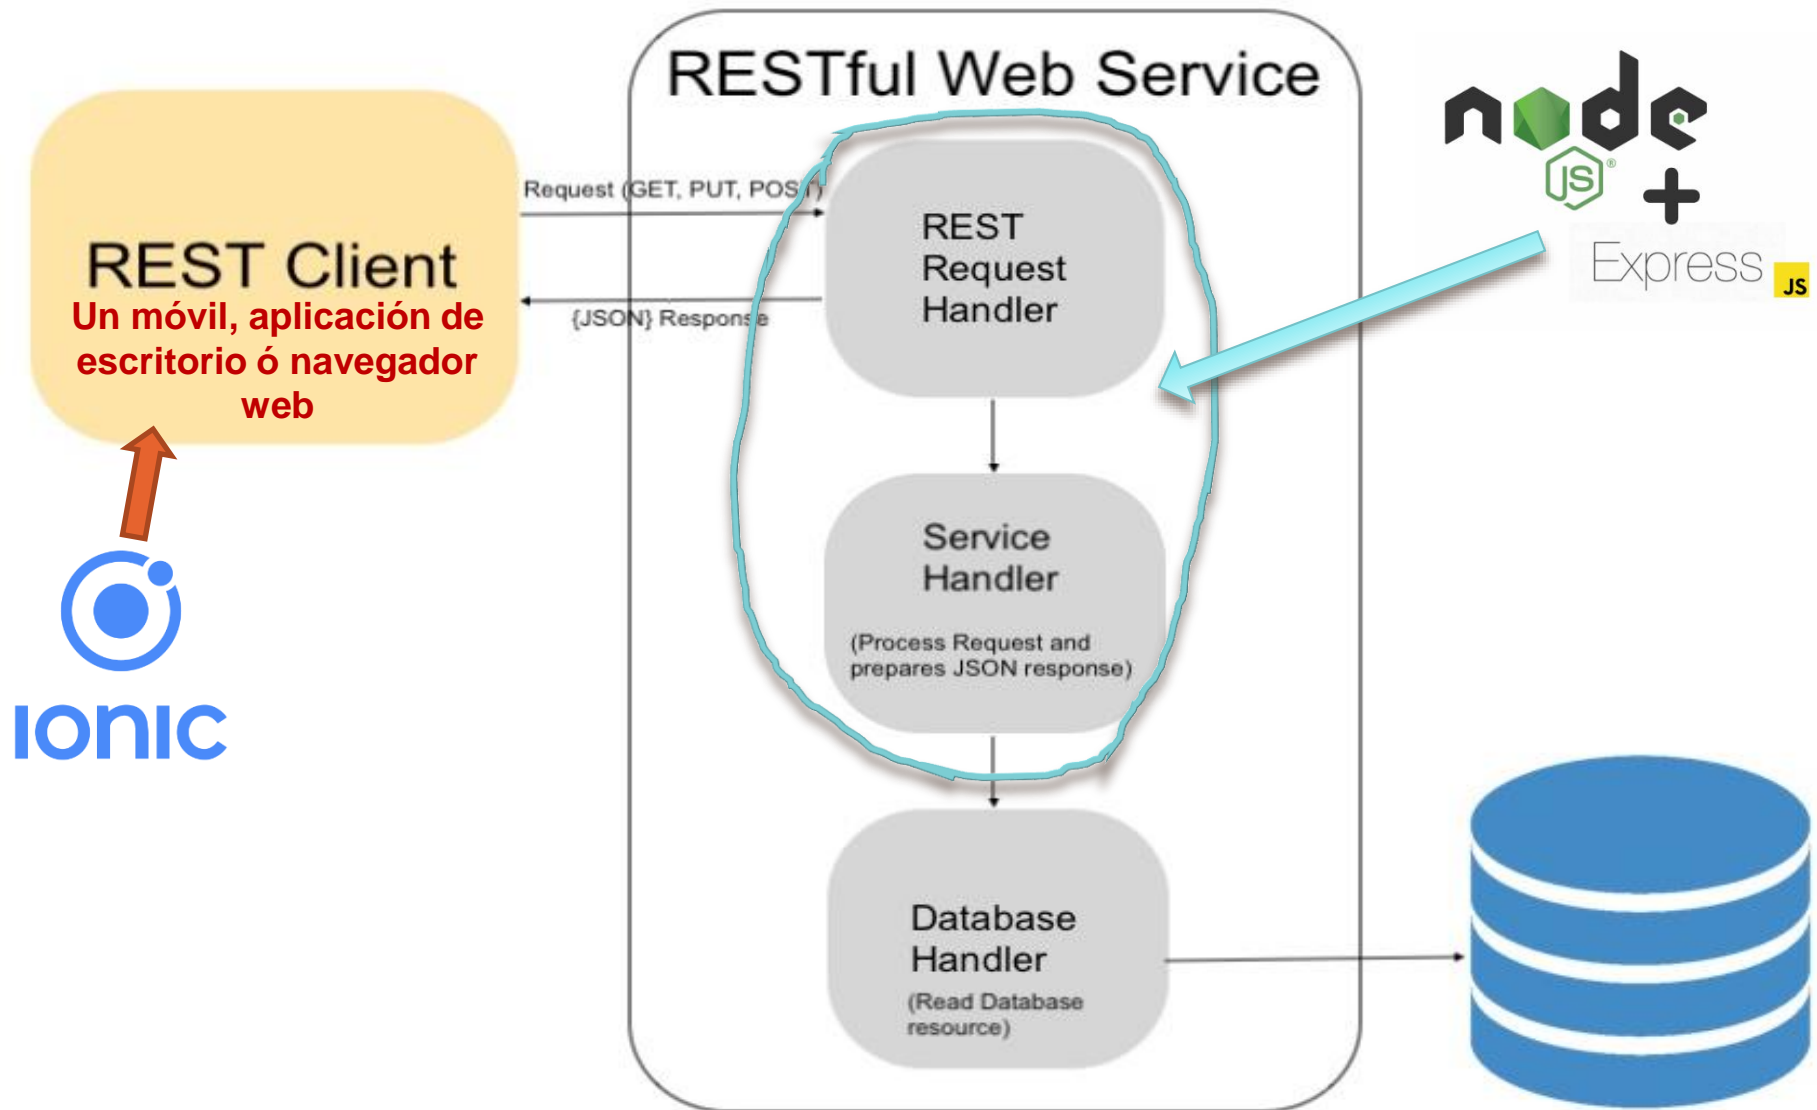 RESTful Web Service
REST Client
Un móvil, aplicación de
escritorio ó navegador
web
IONIC
Request (GET, PUT, POST)
{JSON} Response
REST
Request
Handler
Service
Handler
(Process Request and
prepares JSON response)
Database
Handler
(Read Database
resource)
node
JS®
+
Express JS